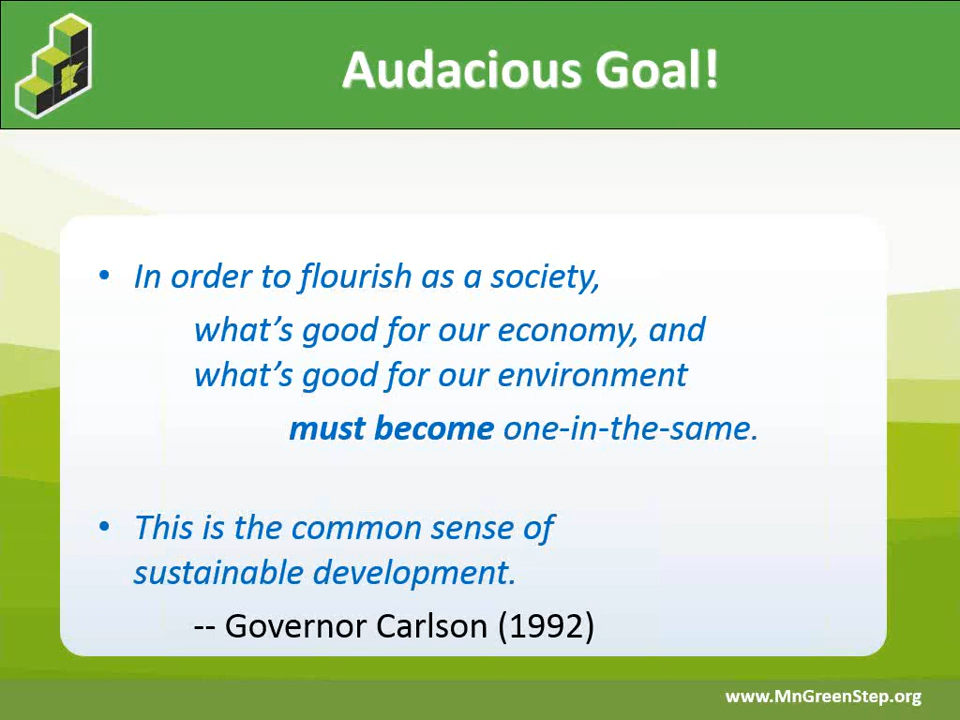 Audacious Goal!
• In order to flourish as a society,
what's good for our economy, and
what's good for our environment
must become one-in-the-same.
• This is the common sense of
sustainable development.
-- Governor Carlson (1992)
www.MnGreenStep.org